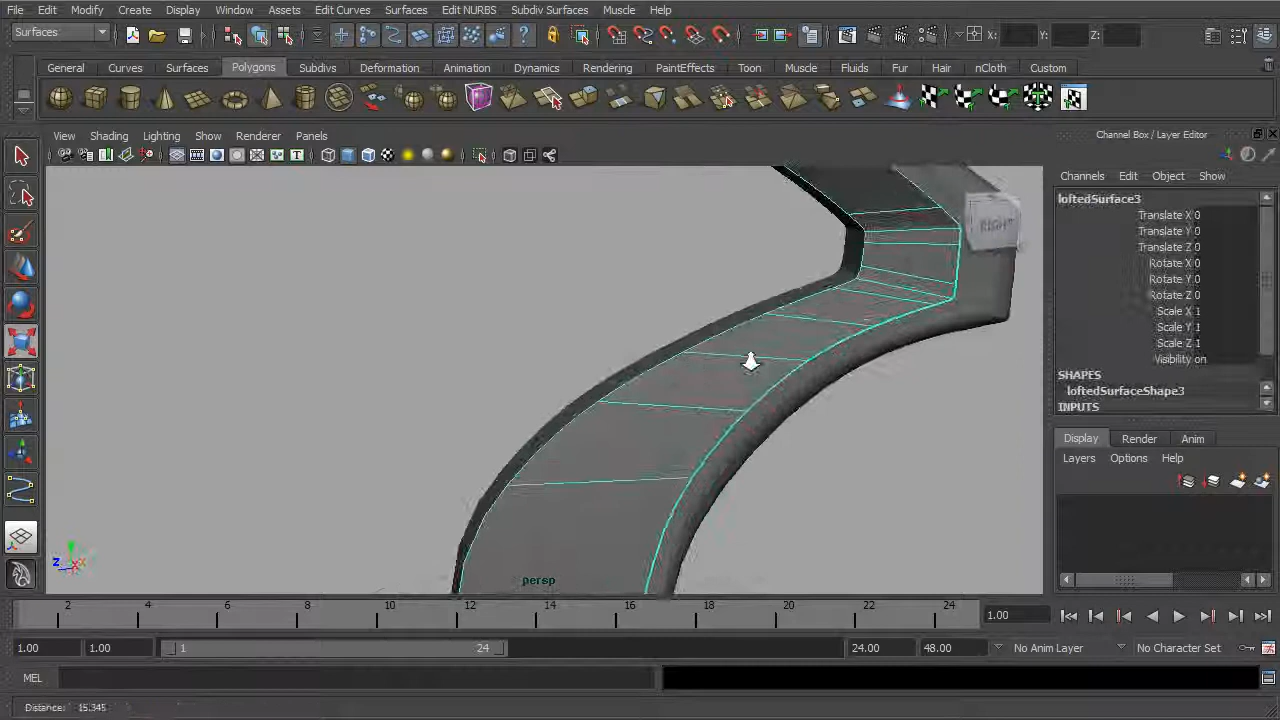 File Edit Modify Create Display Window Assets Edit Curves Surfaces Edit NURBS Subdiv Surfaces Muscle Help
Surfaces X: Y: Z:
General Curves Surfaces Polygons Subdivs Deformation Animation Dynamics Rendering PaintEffects Toon Muscle Fluids Fur Hair nCloth Custom
View Shading Lighting Show Renderer Panels
Channel Box / Layer Editor
Channels Edit Object Show
loftedSurface3
Translate X 0
Translate Y 0
Translate Z 0
Rotate X 0
Rotate Y 0
Rotate Z 0
Scale X 1
Scale Y 1
Scale Z 1
Visibility on
SHAPES
loftedSurfaceShape3
INPUTS
RIGHT
Display Render Anim
Layers Options Help
Z X
persp
2 4 6 8 10 12 14 16 18 20 22 24 1.00
1.00 1.00 1 24 24.00 48.00 No Anim Layer No Character Set
MEL
Distance: 15.345